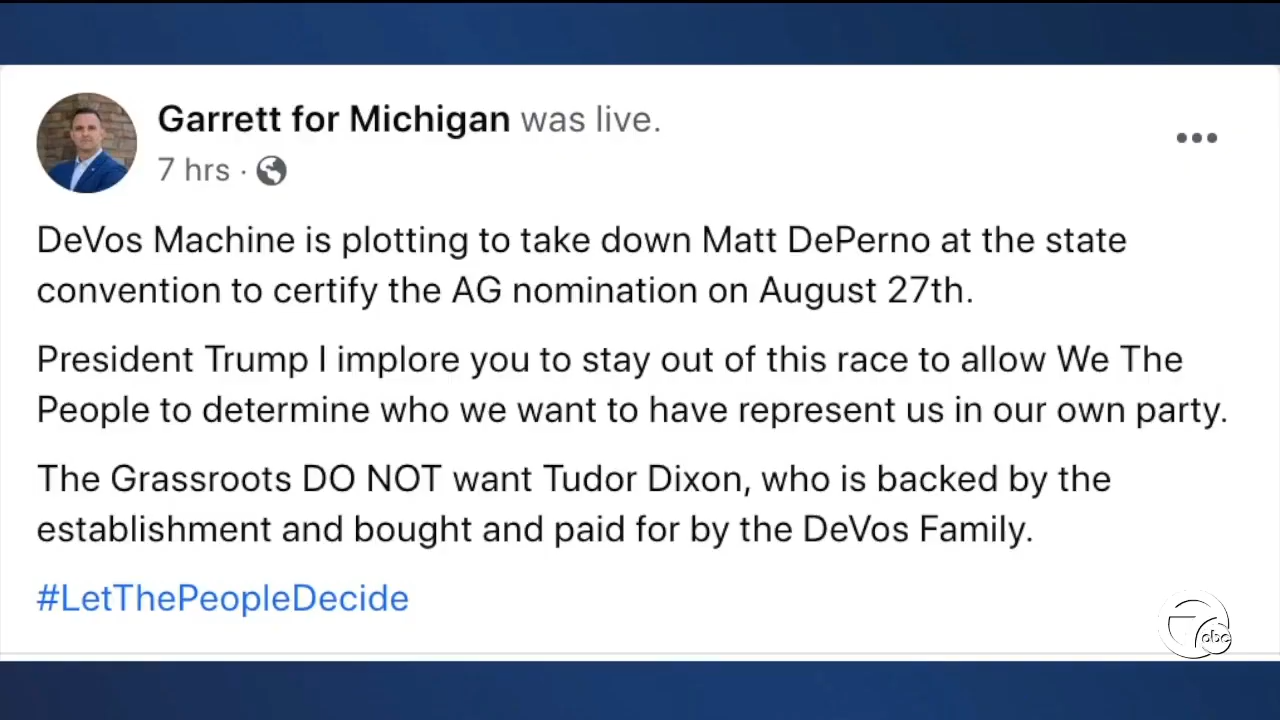 Garrett for Michigan was live.
7 hrs ·
DeVos Machine is plotting to take down Matt DePerno at the state
convention to certify the AG nomination on August 27th.
President Trump I implore you to stay out of this race to allow We The
People to determine who we want to have represent us in our own party.
The Grassroots DO NOT want Tudor Dixon, who is backed by the
establishment and bought and paid for by the DeVos Family.
#LetThePeopleDecide
7 abc